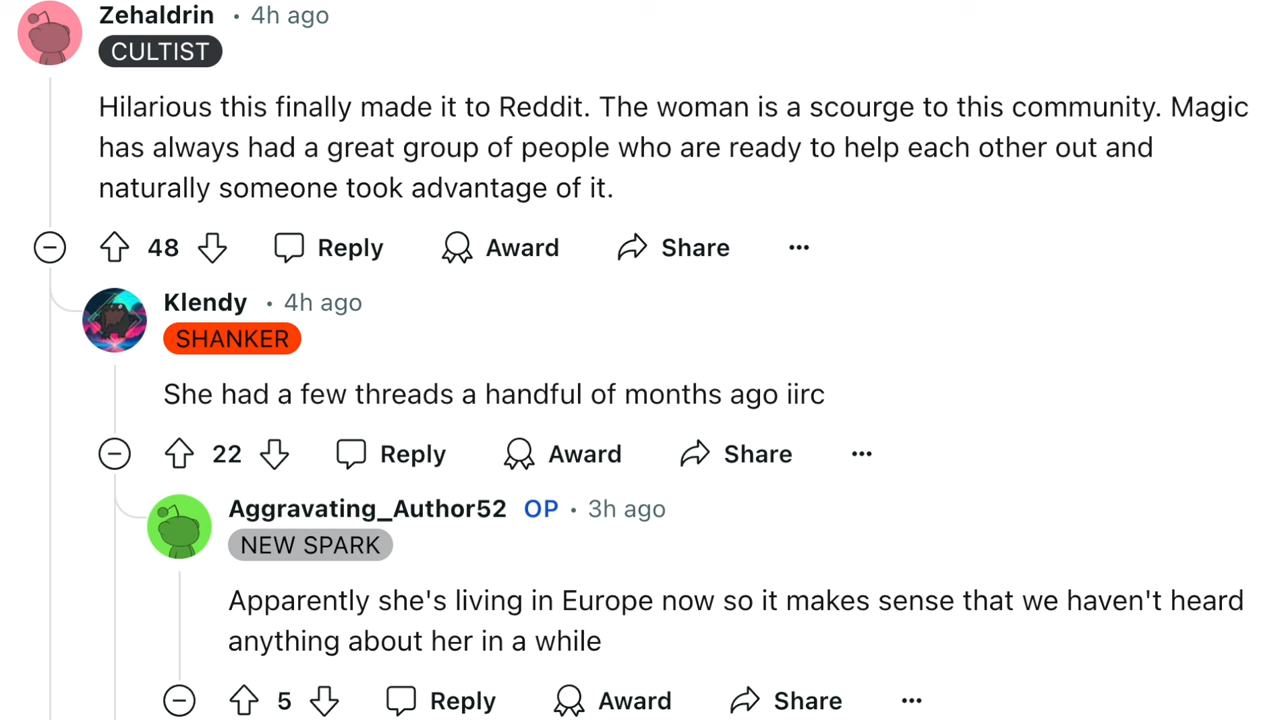 Zehaldrin • 4h ago
CULTIST
Hilarious this finally made it to Reddit. The woman is a scourge to this community. Magic
has always had a great group of people who are ready to help each other out and
naturally someone took advantage of it.
48 Reply Award Share ...
Klendy • 4h ago
SHANKER
She had a few threads a handful of months ago iirc
22 Reply Award Share ...
Aggravating_Author52 OP • 3h ago
NEW SPARK
Apparently she's living in Europe now so it makes sense that we haven't heard
anything about her in a while
5 Reply Award Share ...